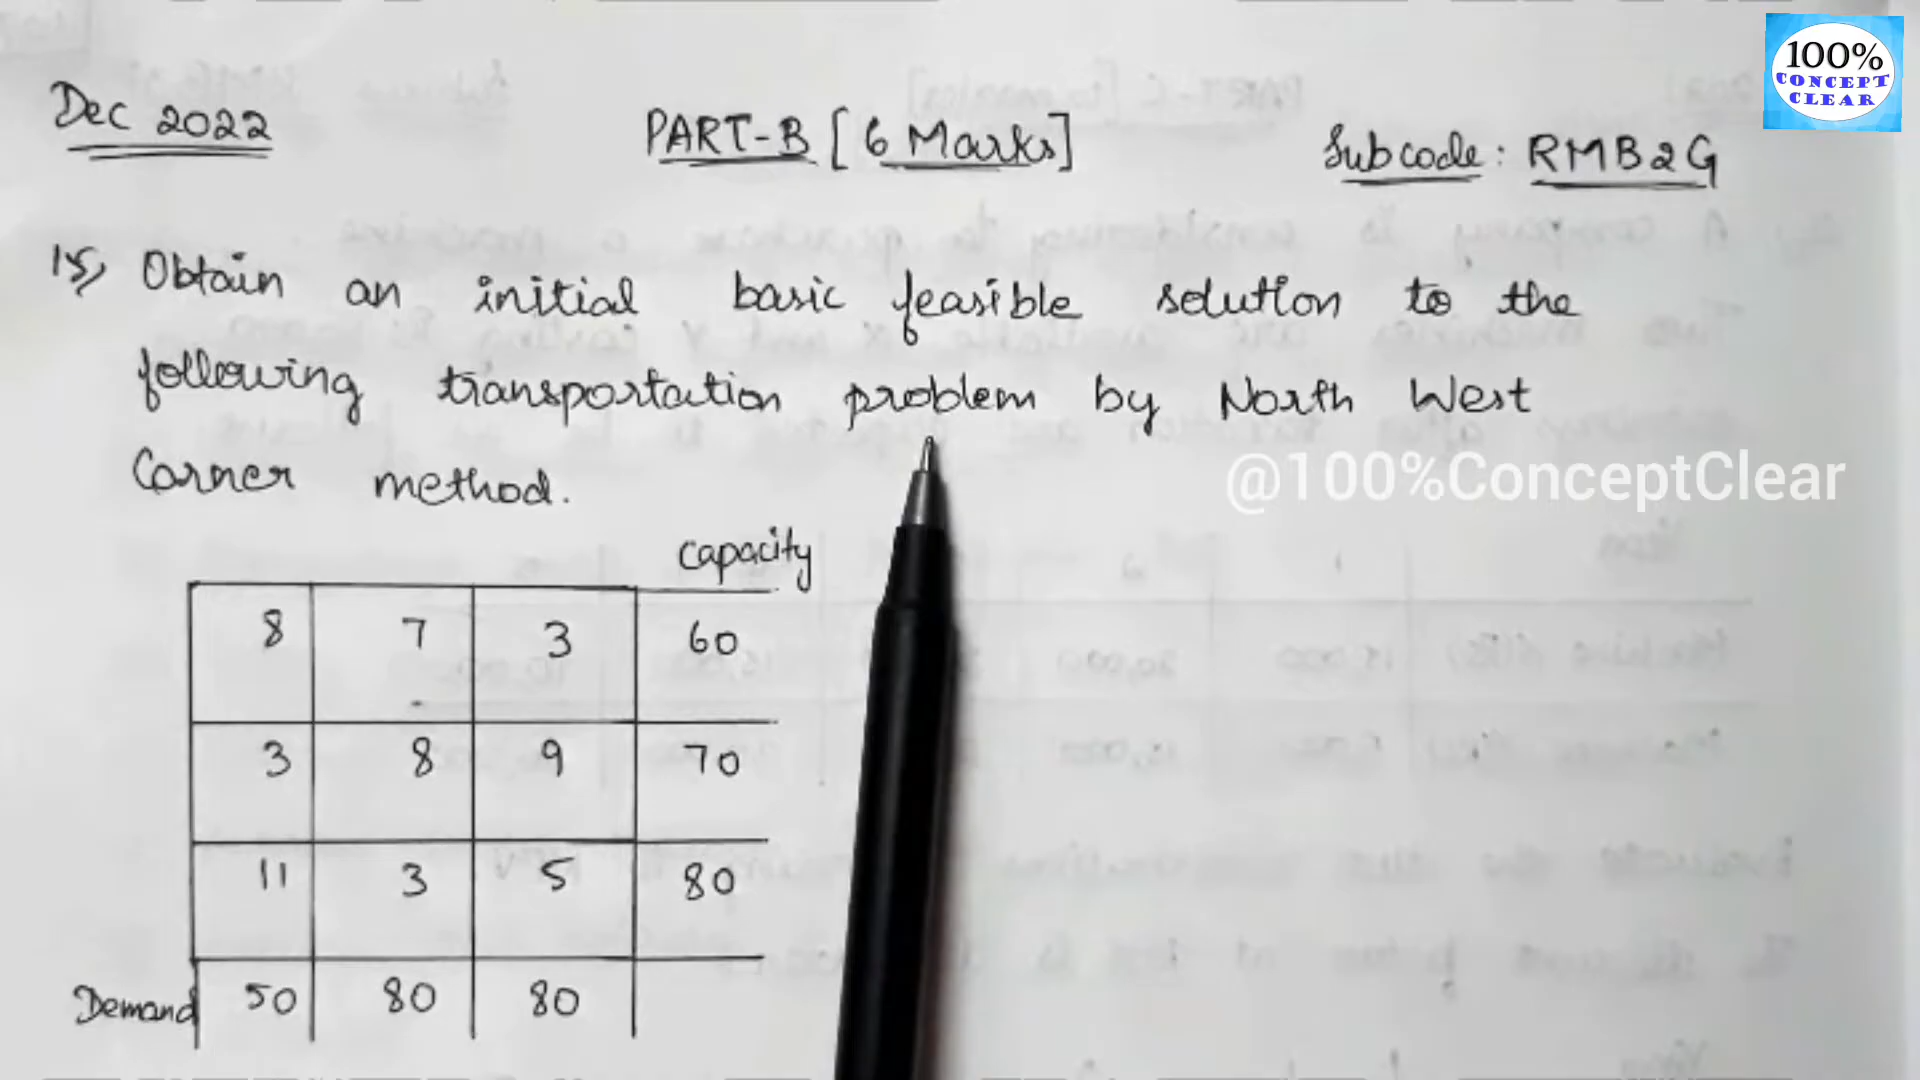 100%
CONCEPT
CLEAR
Dec 2022 PART-B [6 Marks] Subcode: RMB2G
15, Obtain an initial basic feasible solution to the
following transportation problem by North West
Corner method.
@100%ConceptClear
capacity
8 7 3 60
3 8 9 70
11 3 5 80
Demand 50 80 80